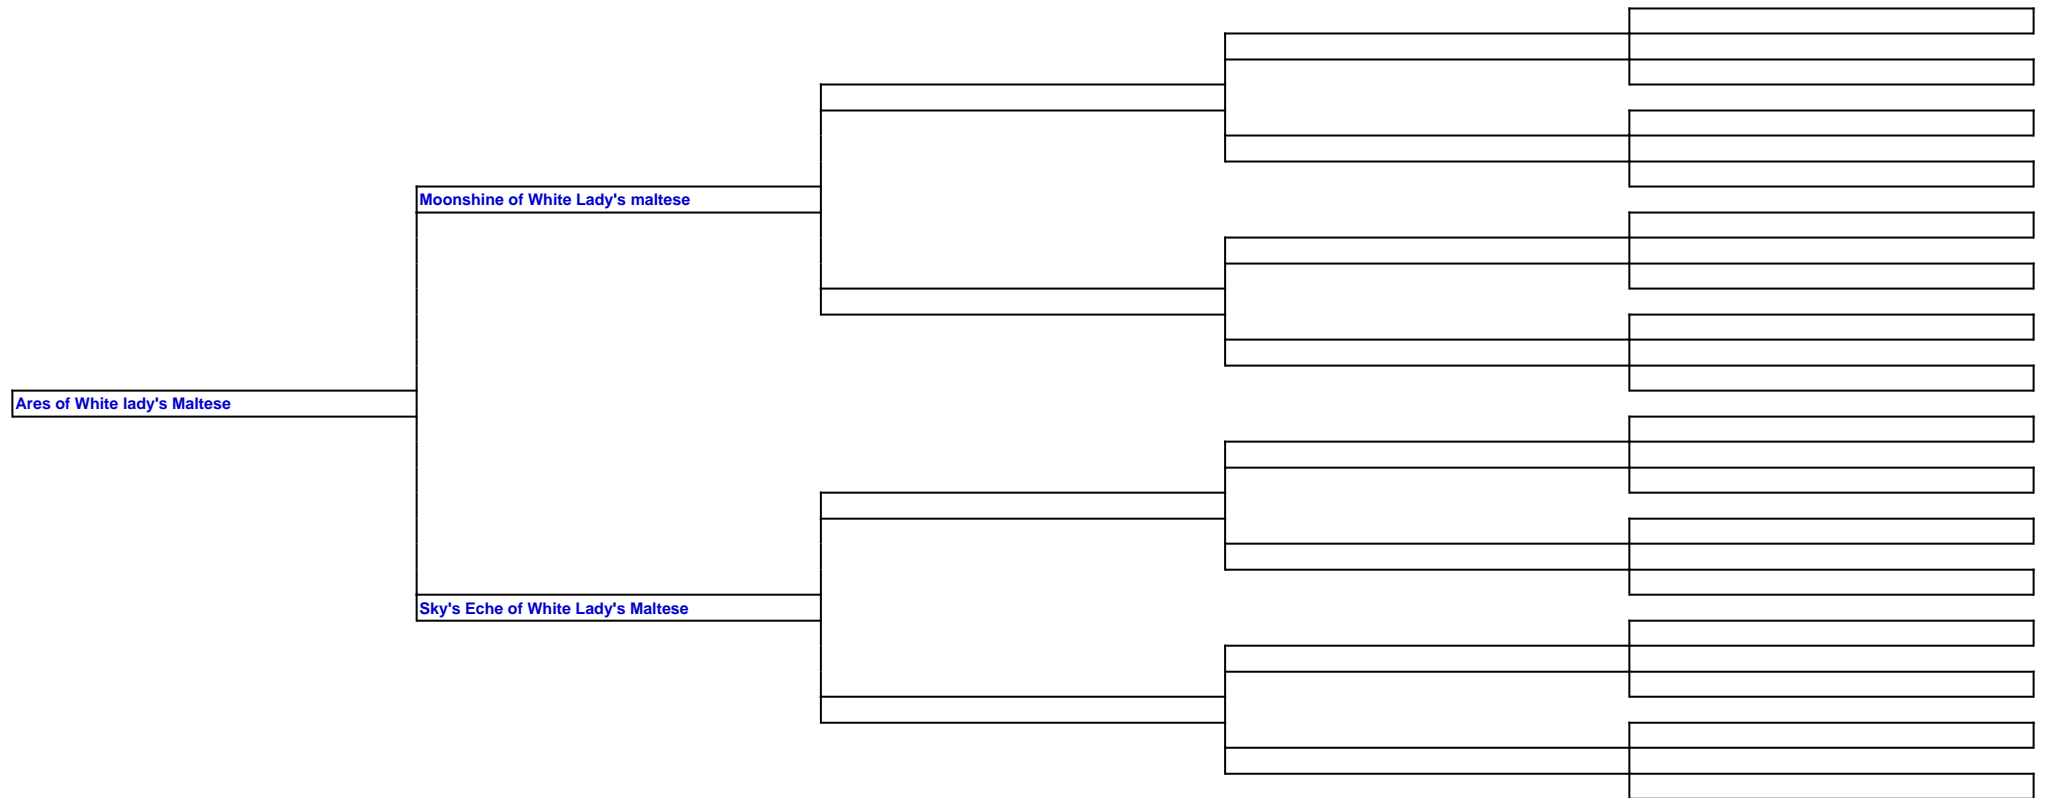 Moonshine of White Lady's maltese
Ares of White lady's Maltese
Sky's Eche of White Lady's Maltese